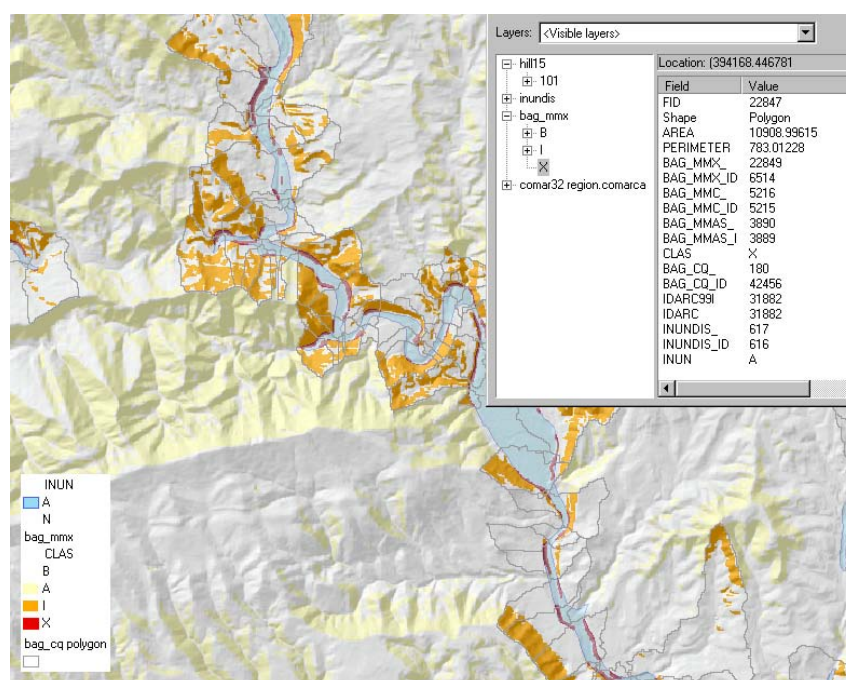 Layers: <Visible layers>
hill15
101
inundis
bag_mmx
B
I
X
comar32 region.comarca
Location: (394168.446781
Field Value
FID 22847
Shape Polygon
AREA 10908.99615
PERIMETER 783.01228
BAG_MMX_ 22849
BAG_MMX_ID 6514
BAG_MMC_ 5216
BAG_MMC_ID 5215
BAG_MMAS_ 3890
BAG_MMAS_I 3889
CLAS X
BAG_CQ_ 180
BAG_CQ_ID 42456
IDARC99I 31882
IDARC 31882
INUNDIS_ 617
INUNDIS_ID 616
INUN A
INUN
A
N
bag_mmx
CLAS
B
A
I
X
bag_cq polygon